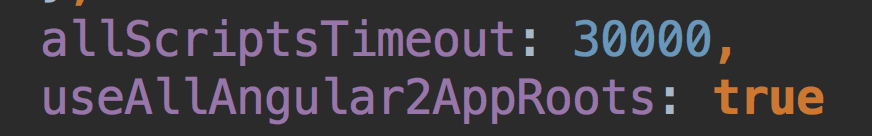 allScriptsTimeout: 30000,
useAllAngular2AppRoots: true